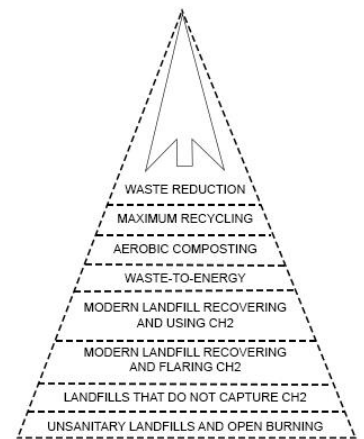 WASTE REDUCTION
MAXIMUM RECYCLING
AEROBIC COMPOSTING
WASTE-TO-ENERGY
MODERN LANDFILL RECOVERING
AND USING CH2
MODERN LANDFILL RECOVERING
AND FLARING CH2
LANDFILLS THAT DO NOT CAPTURE CH2
UNSANITARY LANDFILLS AND OPEN BURNING